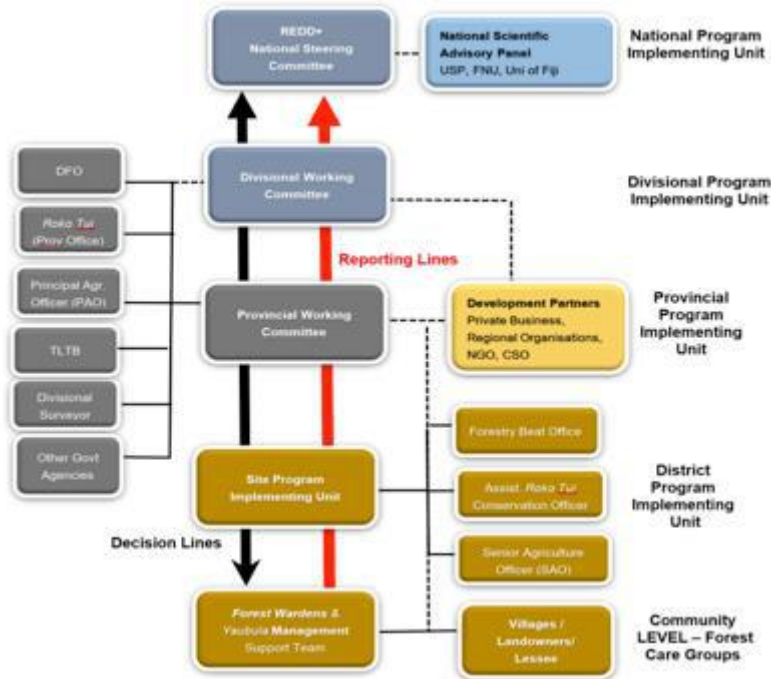 REDD+
National Steering
Committee
National Scientific
Advisory Panel
USP, FNU, Uni of Fiji
National Program
Implementing Unit
DFO
Divisional Working
Committee
Divisional Program
Implementing Unit
Roko Tui
(Prov Office)
Reporting Lines
Principal Agr.
Officer (PAO)
Provincial Working
Committee
Development Partners
Private Business,
Regional Organisations,
NGO, CSO
Provincial
Program
Implementing
Unit
TLTB
Divisional
Surveyor
Other Govt
Agencies
Forestry Beat Office
Site Program
Implementing Unit
Assist. Roko Tui
Conservation Officer
District
Program
Implementing
Unit
Decision Lines
Senior Agriculture
Officer (SAO)
Forest Wardens &
Yaubula Management
Support Team
Villages /
Landowners/
Lessee
Community
LEVEL – Forest
Care Groups